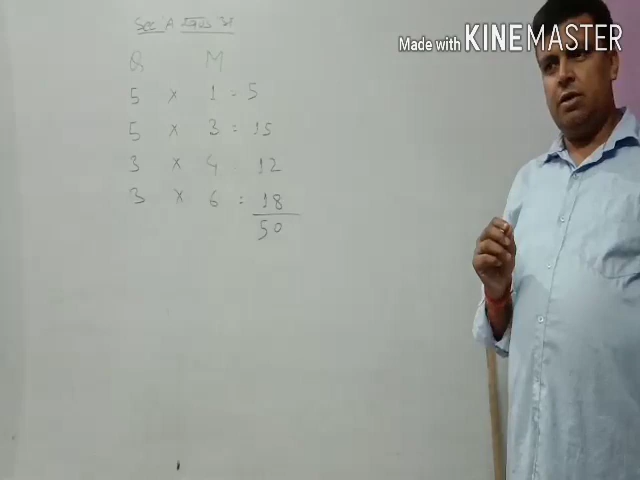 Made with KINEMASTER
Sec 'A'
Q M
5 × 1 = 5
5 × 3 = 15
3 × 4 12
3 × 6 = 18
50